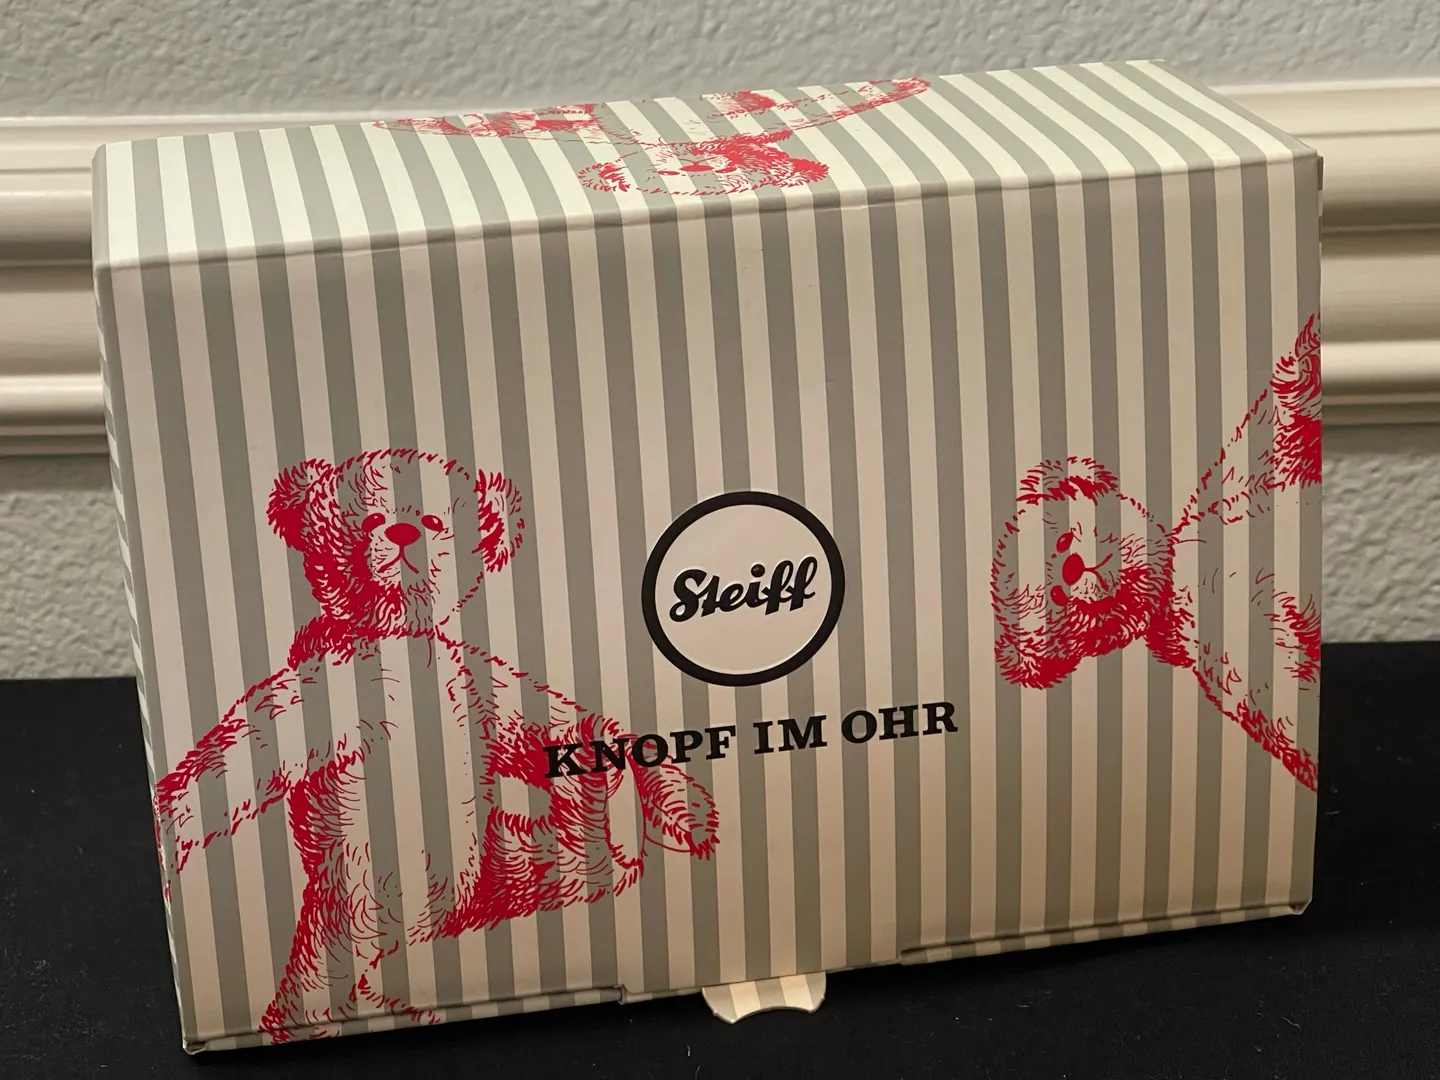 Steiff
KNOPF IM OHR